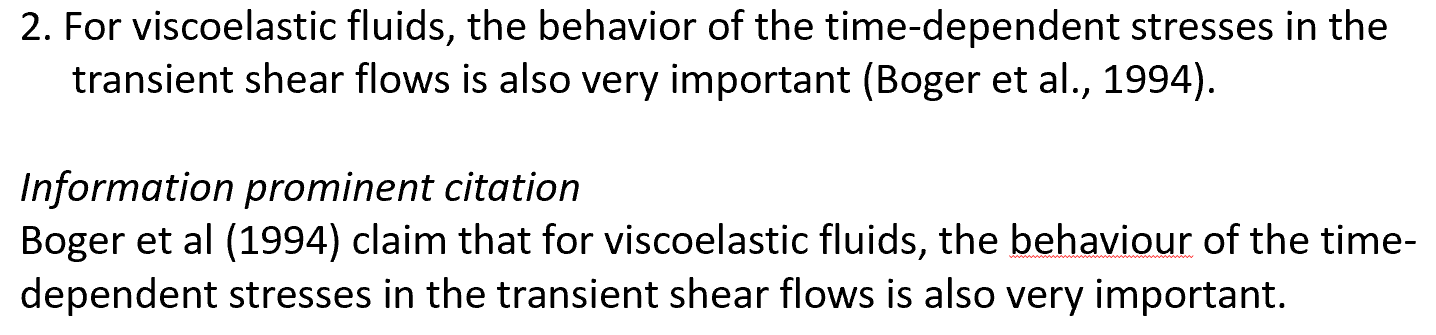 2. For viscoelastic fluids, the behavior of the time-dependent stresses in the
transient shear flows is also very important (Boger et al., 1994).
Information prominent citation
Boger et al (1994) claim that for viscoelastic fluids, the behaviour of the time-
dependent stresses in the transient shear flows is also very important.